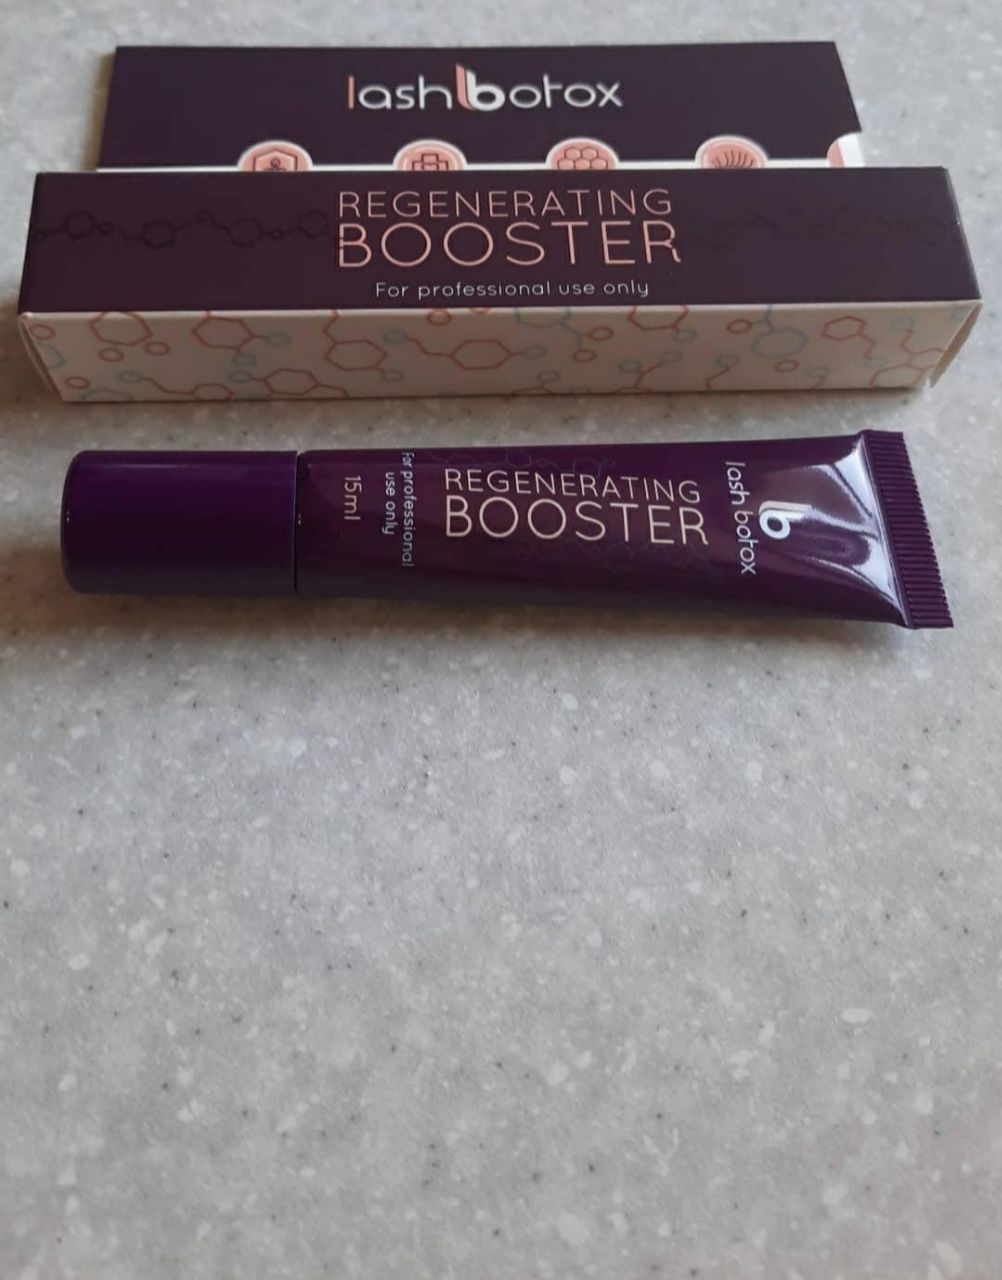 lash botox
REGENERATING
BOOSTER
For professional use only
For professional
use only
15ml
REGENERATING
BOOSTER
lash botox
b